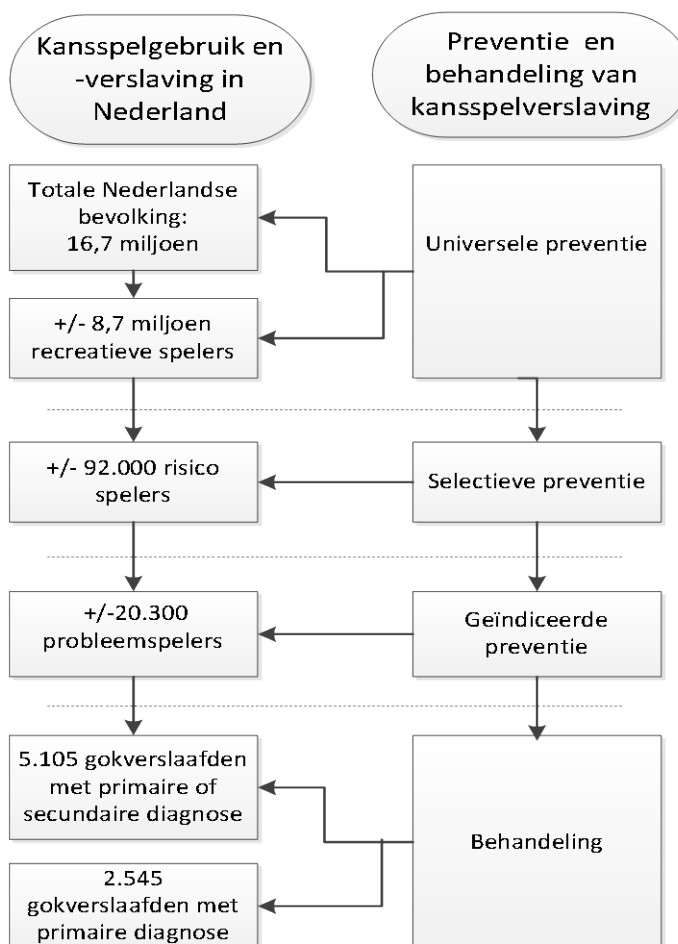 Kansspelgebruik en
-verslaving in
Nederland
Preventie en
behandeling van
kansspelverslaving
Totale Nederlandse
bevolking:
16,7 miljoen
Universele preventie
+/- 8,7 miljoen
recreatieve spelers
+/- 92.000 risico
spelers
Selectieve preventie
+/-20.300
probleemspelers
Geïndiceerde
preventie
5.105 gokverslaafden
met primaire of
secundaire diagnose
Behandeling
2.545
gokverslaafden met
primaire diagnose